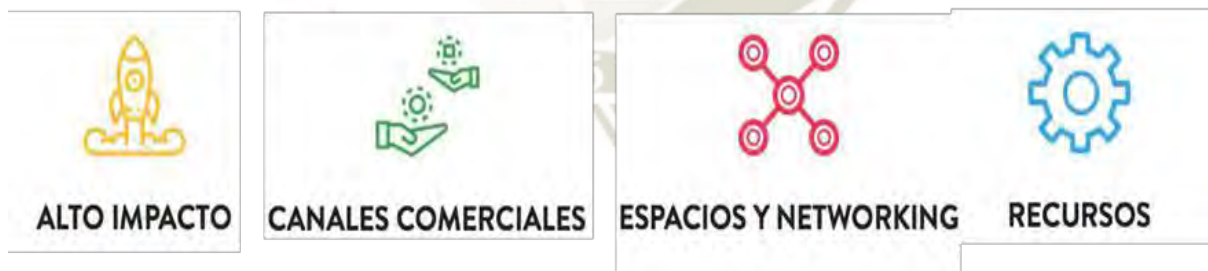 ALTO IMPACTO
CANALES COMERCIALES
ESPACIOS Y NETWORKING
RECURSOS